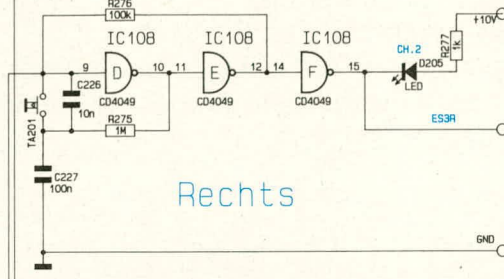 R276
100k
+10V
IC108 IC108 IC108
R277
1k
CH.2
9 D 10 11 E 12 14 F 15
D205
C226
CD4049 CD4049 CD4049
LED
10n
R275
1M
TA201
ES3R
C227
100n
Rechts
GND